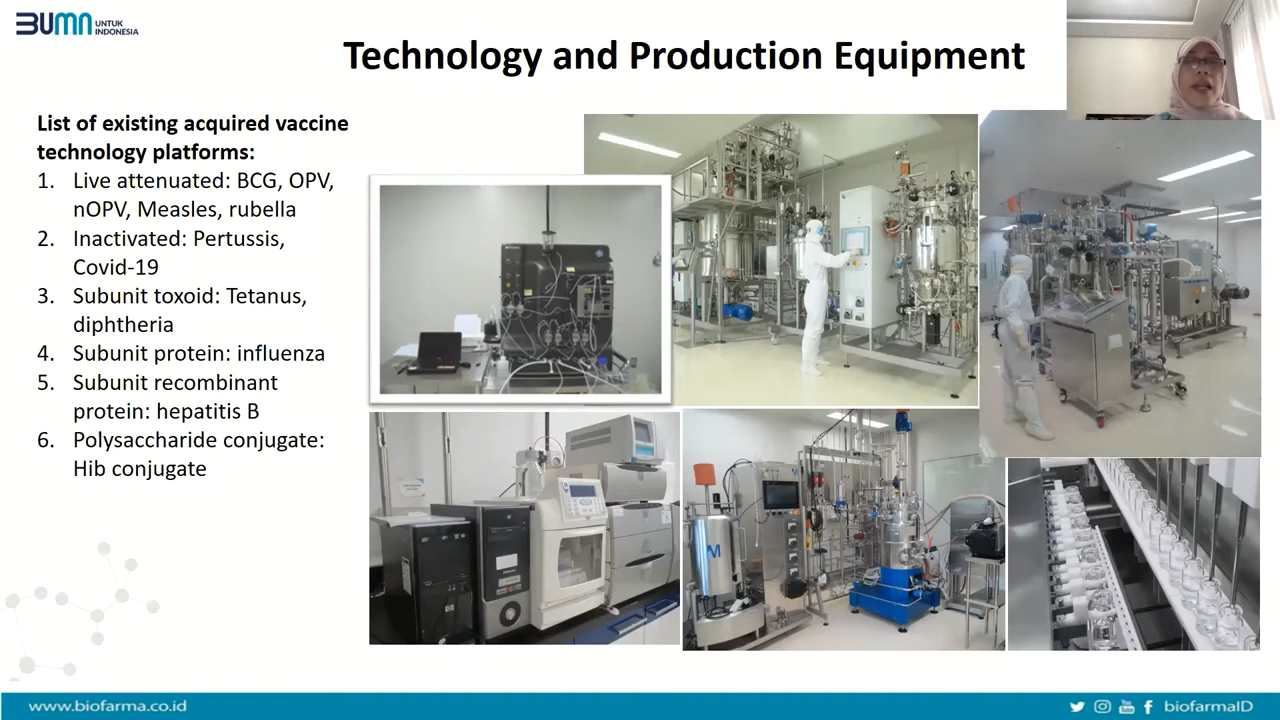 BUMN UNTUK
INDONESIA
Technology and Production Equipment
List of existing acquired vaccine
technology platforms:
1. Live attenuated: BCG, OPV,
nOPV, Measles, rubella
2. Inactivated: Pertussis,
Covid-19
3. Subunit toxoid: Tetanus,
diphtheria
4. Subunit protein: influenza
5. Subunit recombinant
protein: hepatitis B
6. Polysaccharide conjugate:
Hib conjugate
M
www.biofarma.co.id
You Tube
biofarmaID